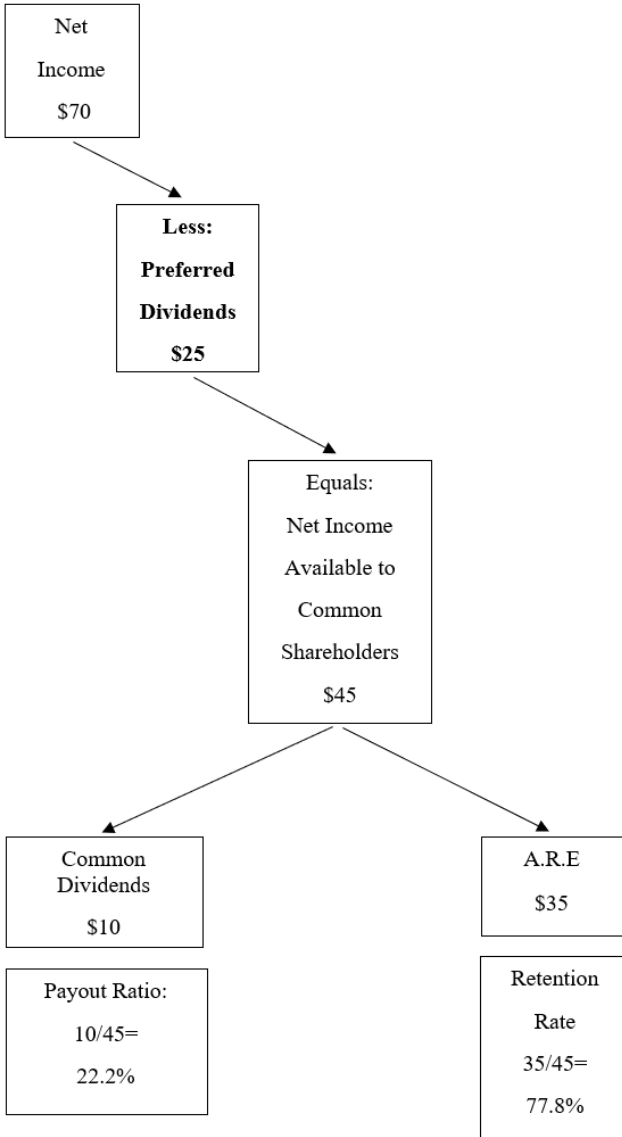 Net
Income
$70
Less:
Preferred
Dividends
$25
Equals:
Net Income
Available to
Common
Shareholders
$45
Common
Dividends
$10
A.R.E
$35
Payout Ratio:
10/45=
22.2%
Retention
Rate
35/45=
77.8%